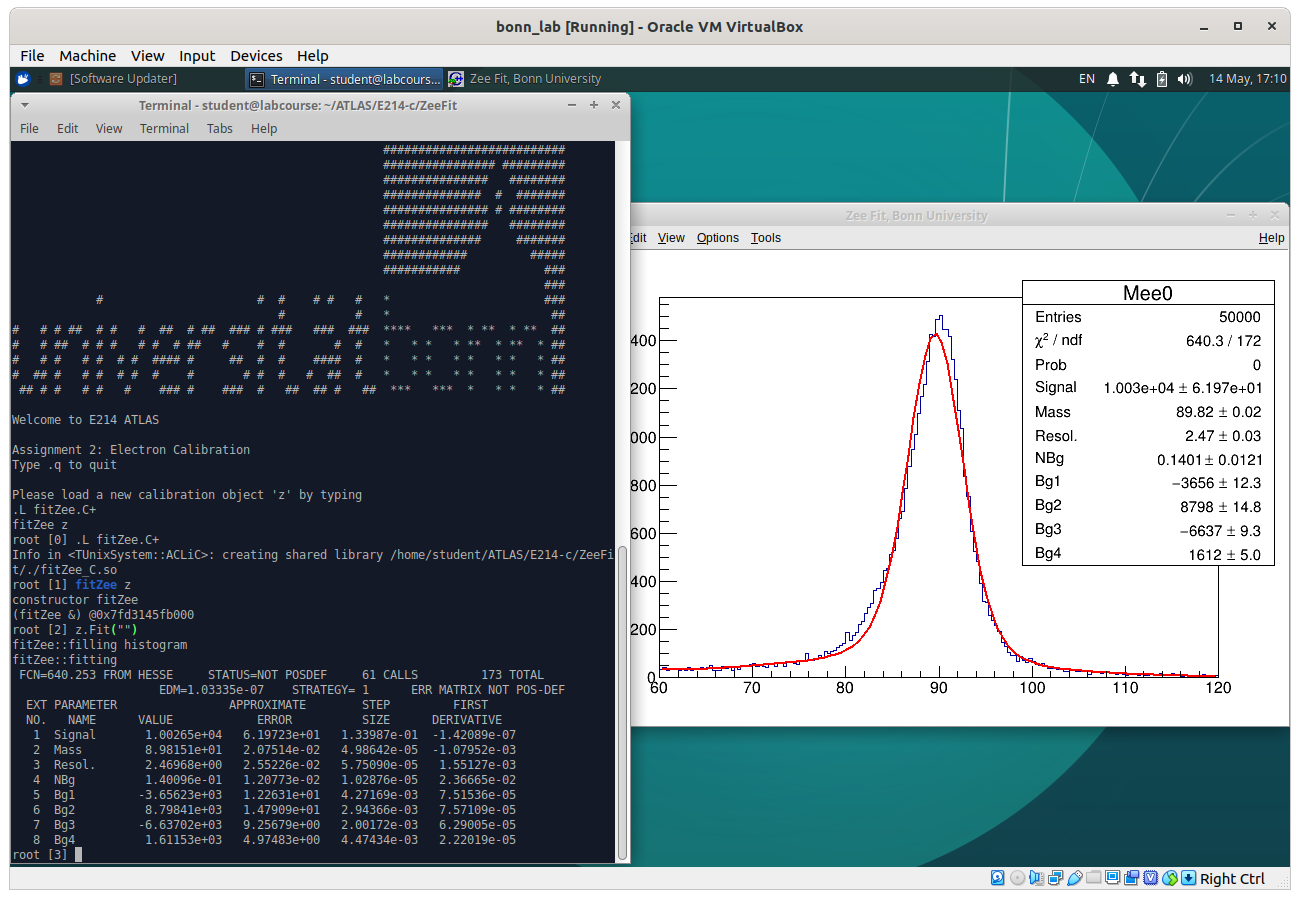 bonn_lab [Running] - Oracle VM VirtualBox
File Machine View Input Devices Help
[Software Updater] Terminal - student@labcours... Zee Fit, Bonn University EN 14 May, 17:10
Terminal - student@labcourse: ~/ATLAS/E214-c/ZeeFit
File Edit View Terminal Tabs Help
Welcome to E214 ATLAS
Assignment 2: Electron Calibration
Type .q to quit
Please load a new calibration object 'z' by typing
.L fitZee.C+
fitZee z
root [0] .L fitZee.C+
Info in <TUnixSystem::ACLiC>: creating shared library /home/student/ATLAS/E214-c/ZeeFi
t/./fitZee_C.so
root [1] fitZee z
constructor fitZee
(fitZee &) @0x7fd3145fb000
root [2] z.Fit("")
fitZee::filling histogram
fitZee::fitting
FCN=640.253 FROM HESSE STATUS=NOT POSDEF 61 CALLS 173 TOTAL
EDM=1.03335e-07 STRATEGY= 1 ERR MATRIX NOT POS-DEF
EXT PARAMETER APPROXIMATE STEP FIRST
NO. NAME VALUE ERROR SIZE DERIVATIVE
1 Signal 1.00265e+04 6.19723e+01 1.33987e-01 -1.42089e-07
2 Mass 8.98151e+01 2.07514e-02 4.98642e-05 -1.07952e-03
3 Resol. 2.46968e+00 2.55226e-02 5.75090e-05 1.55127e-03
4 NBg 1.40096e-01 1.20773e-02 1.02876e-05 2.36665e-02
5 Bg1 -3.65623e+03 1.22631e+01 4.27169e-03 7.51536e-05
6 Bg2 8.79841e+03 1.47909e+01 2.94366e-03 7.57109e-05
7 Bg3 -6.63702e+03 9.25679e+00 2.00172e-03 6.29005e-05
8 Bg4 1.61153e+03 4.97483e+00 4.47434e-03 2.22019e-05
root [3]
Zee Fit, Bonn University
Edit View Options Tools Help
Mee0
Entries 50000
χ² / ndf 640.3 / 172
Prob 0
Signal 1.003e+04 ± 6.197e+01
Mass 89.82 ± 0.02
Resol. 2.47 ± 0.03
NBg 0.1401 ± 0.0121
Bg1 −3656 ± 12.3
Bg2 8798 ± 14.8
Bg3 −6637 ± 9.3
Bg4 1612 ± 5.0
400
200
000
800
600
400
200
0
60 70 80 90 100 110 120
Right Ctrl